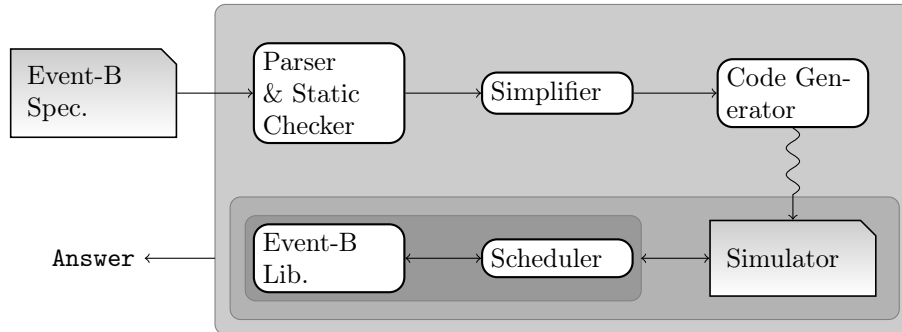 Event-B
Spec.
Parser
& Static
Checker
Simplifier
Code Gen-
erator
Answer
Event-B
Lib.
Scheduler
Simulator